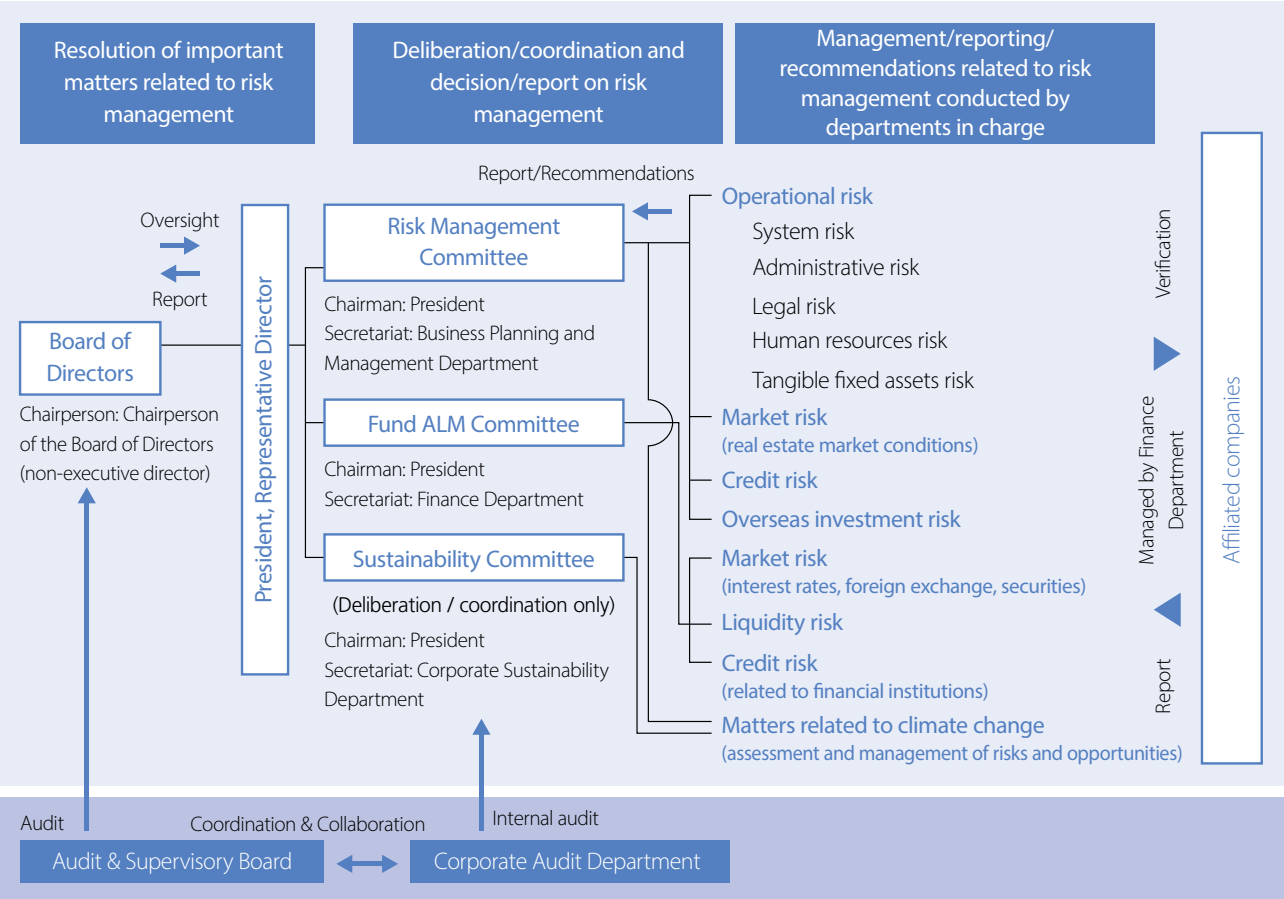 Resolution of important
matters related to risk
management
Deliberation/coordination and
decision/report on risk
management
Management/reporting/
recommendations related to risk
management conducted by
departments in charge
Report/Recommendations
Oversight
Report
Board of
Directors
Chairperson: Chairperson
of the Board of Directors
(non-executive director)
President, Representative Director
Risk Management
Committee
Chairman: President
Secretariat: Business Planning and
Management Department
Fund ALM Committee
Chairman: President
Secretariat: Finance Department
Sustainability Committee
(Deliberation / coordination only)
Chairman: President
Secretariat: Corporate Sustainability
Department
Operational risk
System risk
Administrative risk
Legal risk
Human resources risk
Tangible fixed assets risk
Market risk
(real estate market conditions)
Credit risk
Overseas investment risk
Market risk
(interest rates, foreign exchange, securities)
Liquidity risk
Credit risk
(related to financial institutions)
Matters related to climate change
(assessment and management of risks and opportunities)
Verification
Managed by Finance
Department
Report
Affiliated companies
Audit
Coordination & Collaboration
Internal audit
Audit & Supervisory Board
Corporate Audit Department